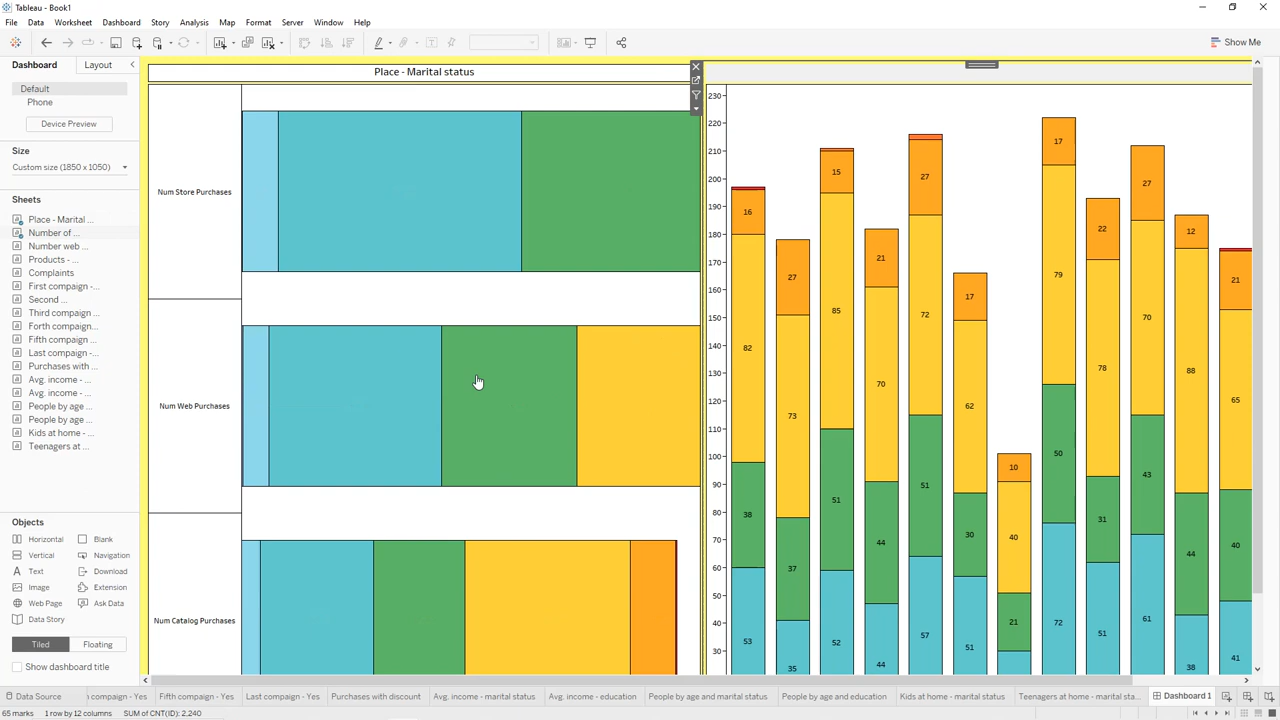 Tableau - Book1
File Data Worksheet Dashboard Story Analysis Map Format Server Window Help
Show Me
Dashboard Layout
Default
Phone
Device Preview
Size
Custom size (1850 x 1050)
Sheets
Place - Marital ...
Number of ...
Number web ...
Products - ...
Complaints
First compaign -...
Second ...
Third compaign ...
Forth compaign...
Fifth compaign ...
Last compaign -...
Purchases with ...
Avg. income - ...
Avg. income - ...
People by age ...
People by age ...
Kids at home - ...
Teenagers at ...
Objects
Horizontal Blank
Vertical Navigation
Text Download
Image Extension
Web Page Ask Data
Data Story
Tiled Floating
Show dashboard title
Place - Marital status
Num Store Purchases
Num Web Purchases
Num Catalog Purchases
230
220
210
200
190
180
170
160
150
140
130
120
110
100
90
80
70
60
50
40
30
16 82 38 53
27 73 37 35
15 85 51 52
21 70 44 44
27 72 51 57
17 62 30 51
10 40 21
17 79 50 72
22 78 31 51
27 70 43 61
12 88 44 38
21 65 40 41
Data Source compaign - Yes Fifth compaign - Yes Last compaign - Yes Purchases with discount Avg. income - marital status Avg. income - education People by age and marital status People by age and education Kids at home - marital status Teenagers at home - marital sta... Dashboard 1
65 marks 1 row by 12 columns SUM of CNT(ID): 2,240